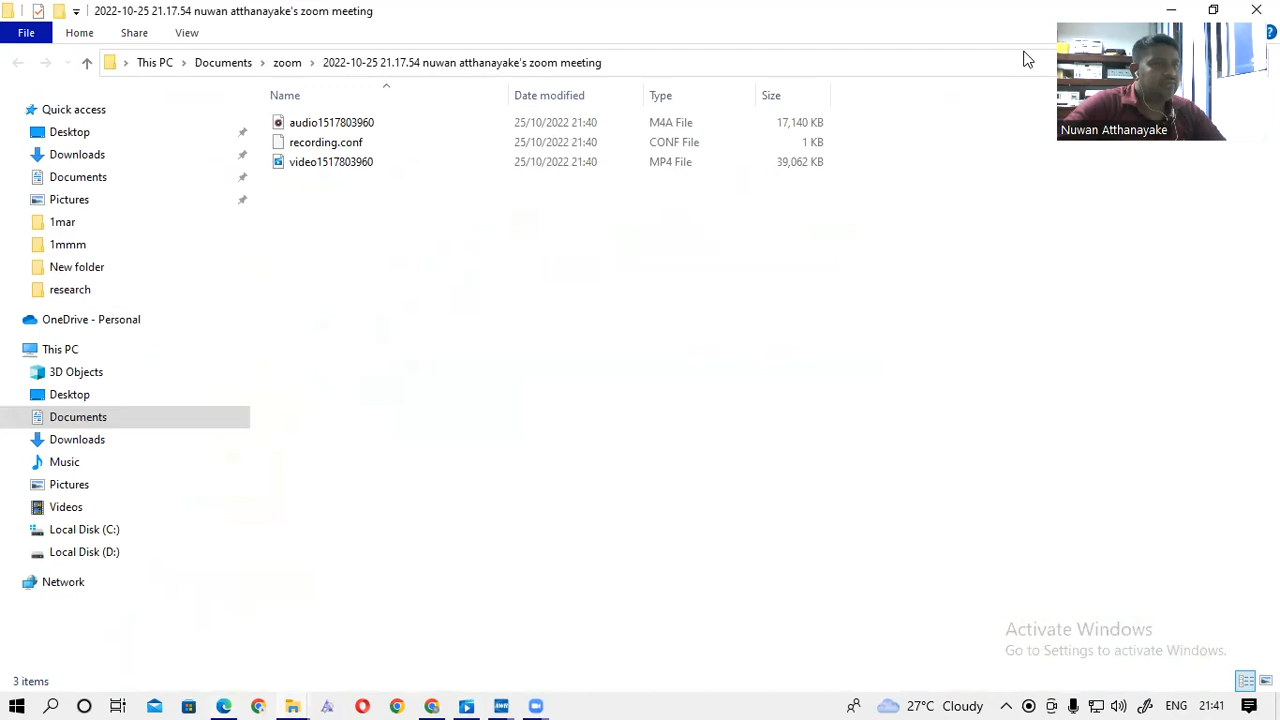 2022-10-25 21.17.54 nuwan atthanayake's zoom meeting
File Home Share View
This PC Documents zoom 2022-10-25 21.17.54 nuwan atthanayake's zoom meeting
Nuwan Atthanayake
Name Date modified Type Size
audio1517803960 25/10/2022 21:40 M4A File 17,140 KB
recording.conf 25/10/2022 21:40 CONF File 1 KB
video1517803960 25/10/2022 21:40 MP4 File 39,062 KB
Quick access
Desktop
Downloads
Documents
Pictures
1mar
1mmm
New folder
research
OneDrive - Personal
This PC
3D Objects
Desktop
Documents
Downloads
Music
Pictures
Videos
Local Disk (C:)
Local Disk (D:)
Network
Activate Windows
Go to Settings to activate Windows.
3 items
27°C Cloudy ENG 21:41